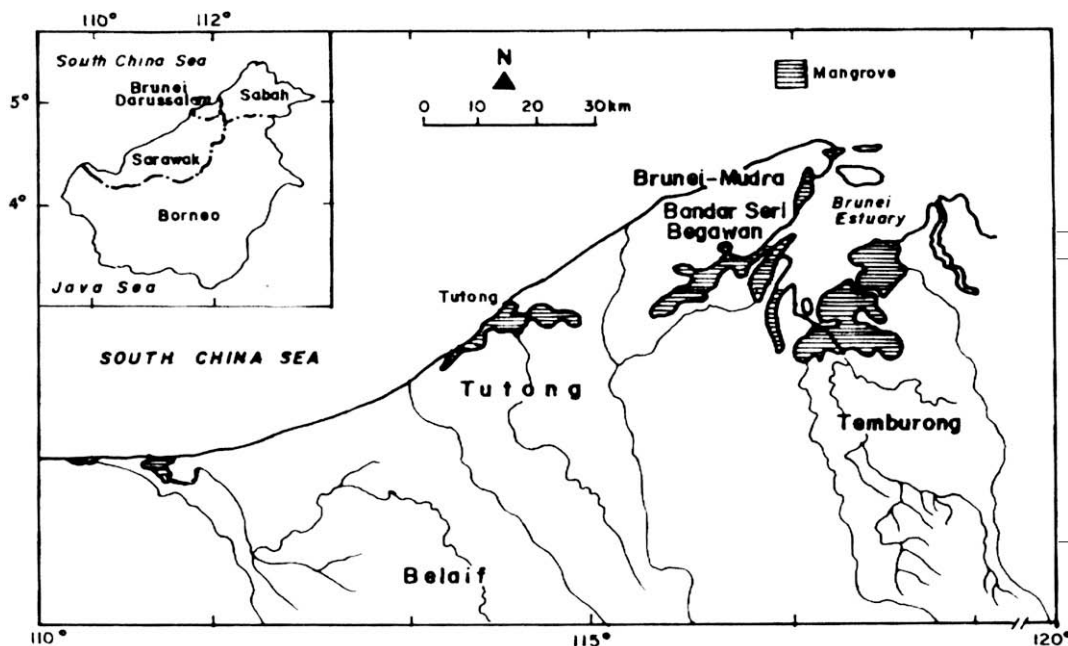 110° 112°
South China Sea
Brunei
Darussalam
Sabah
5°
Sarawak
4°
Borneo
Java Sea
N
0 10 20 30km
Mangrove
Brunei-Mudra
Bandar Seri
Begawan
Brunei
Estuary
Tutong
SOUTH CHINA SEA
Tutong
Temburong
Belaif
110° 115° 120°